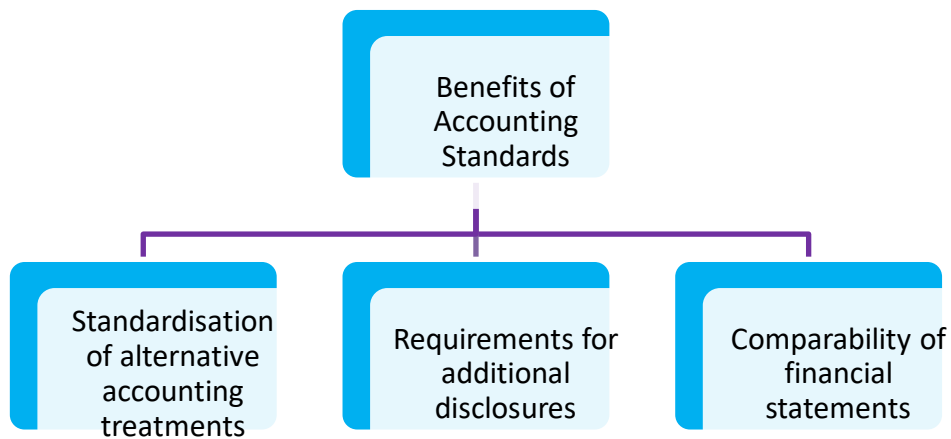 Benefits of
Accounting
Standards
Standardisation
of alternative
accounting
treatments
Requirements for
additional
disclosures
Comparability of
financial
statements